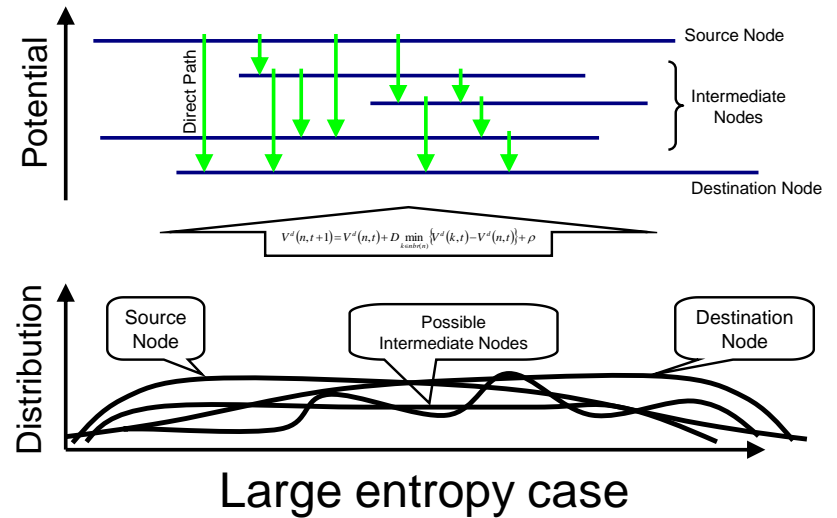 Potential
Direct Path
Source Node
Intermediate
Nodes
Destination Node
V^d(n,t+1)=V^d(n,t)+D min_{k∈nbr(n)}{V^d(k,t)−V^d(n,t)}+ρ
Distribution
Source
Node
Possible
Intermediate Nodes
Destination
Node
Large entropy case